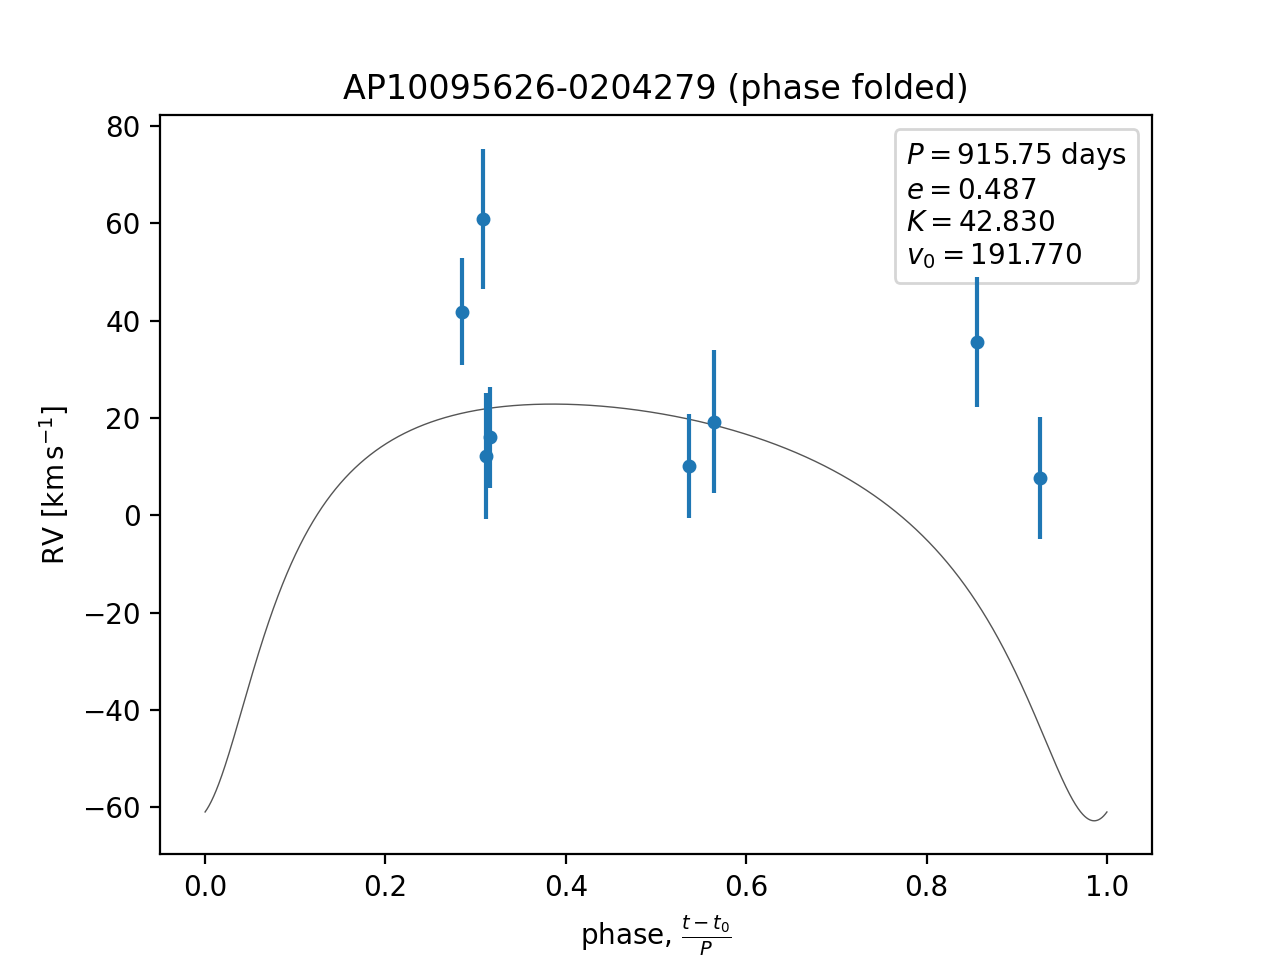 AP10095626-0204279 (phase folded)
P = 915.75 days
e = 0.487
K = 42.830
v₀ = 191.770
80
60
40
20
0
−20
−40
−60
RV [km s⁻¹]
0.0 0.2 0.4 0.6 0.8 1.0
phase, (t − t₀)/P